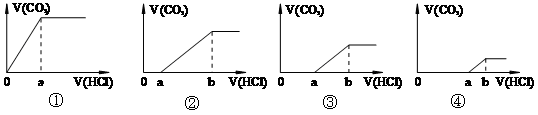 V(CO₂) V(CO₂) V(CO₂) V(CO₂)
0 a V(HCl) 0 a b V(HCl) 0 a b V(HCl) 0 a b V(HCl)
① ② ③ ④